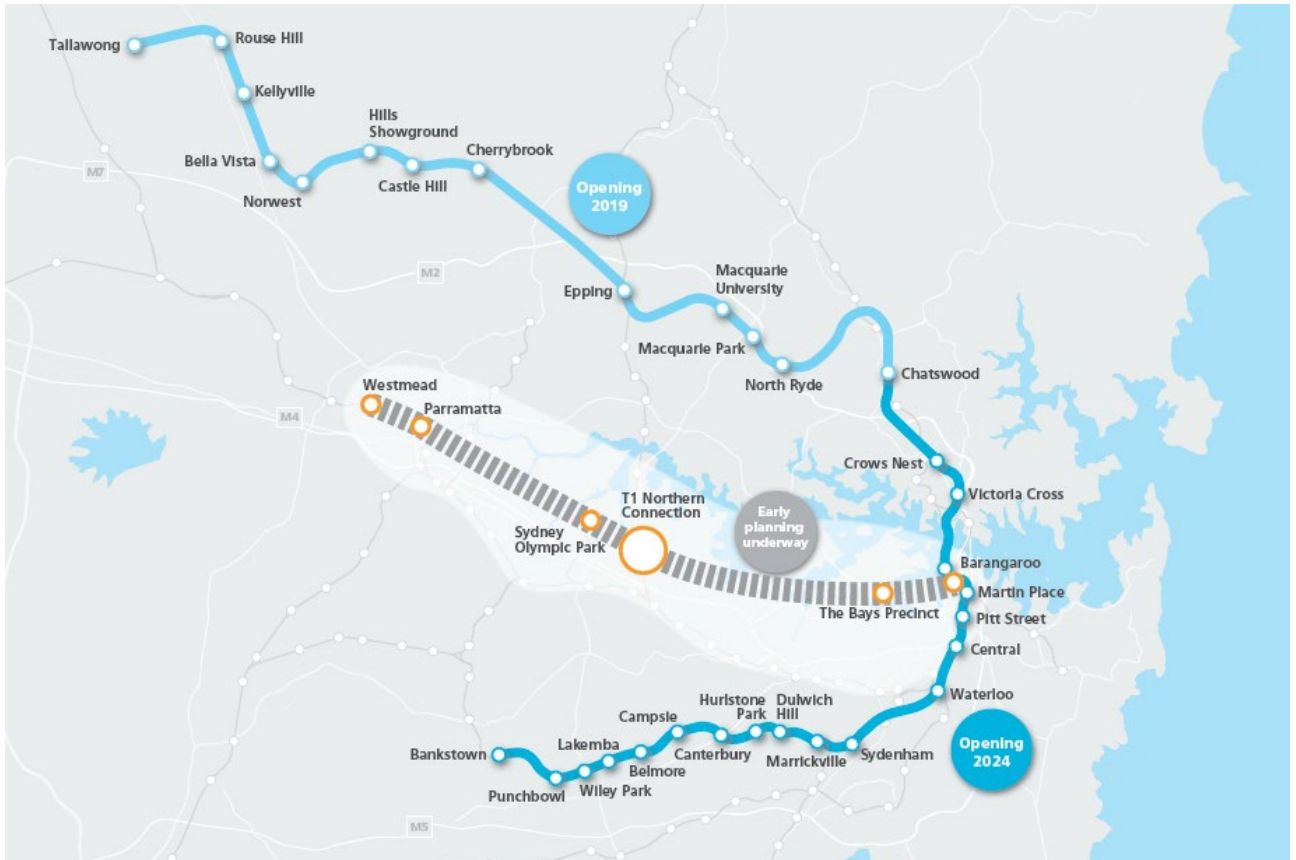 Tallawong
Rouse Hill
Kellyville
Hills
Showground
Cherrybrook
Bella Vista
Norwest
Castle Hill
M7
Opening
2019
M2
Epping
Macquarie
University
Macquarie Park
North Ryde
Chatswood
Westmead
Parramatta
M4
Crows Nest
Victoria Cross
T1 Northern
Connection
Sydney
Olympic Park
Early
planning
underway
Barangaroo
Martin Place
The Bays Precinct
Pitt Street
Central
Waterloo
Hurlstone
Park
Dulwich
Hill
Campsie
Lakemba
Bankstown
Canterbury
Belmore
Marrickville
Sydenham
Wiley Park
Punchbowl
Opening
2024
M5